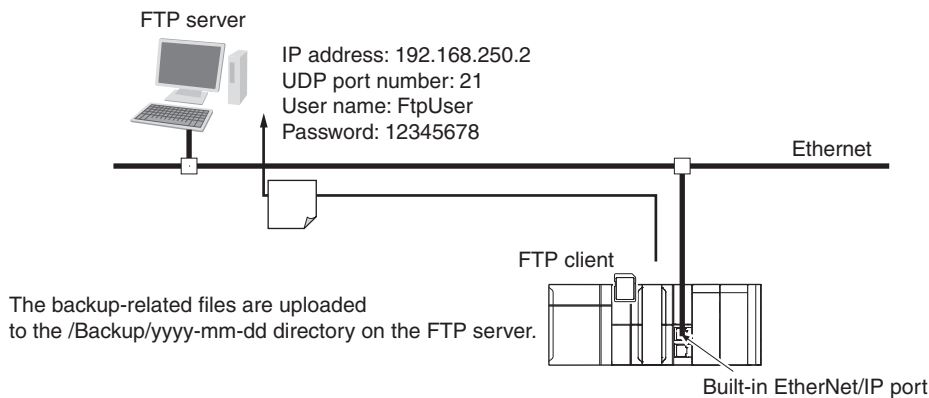 FTP server
IP address: 192.168.250.2
UDP port number: 21
User name: FtpUser
Password: 12345678
Ethernet
FTP client
The backup-related files are uploaded
to the /Backup/yyyy-mm-dd directory on the FTP server.
Built-in EtherNet/IP port